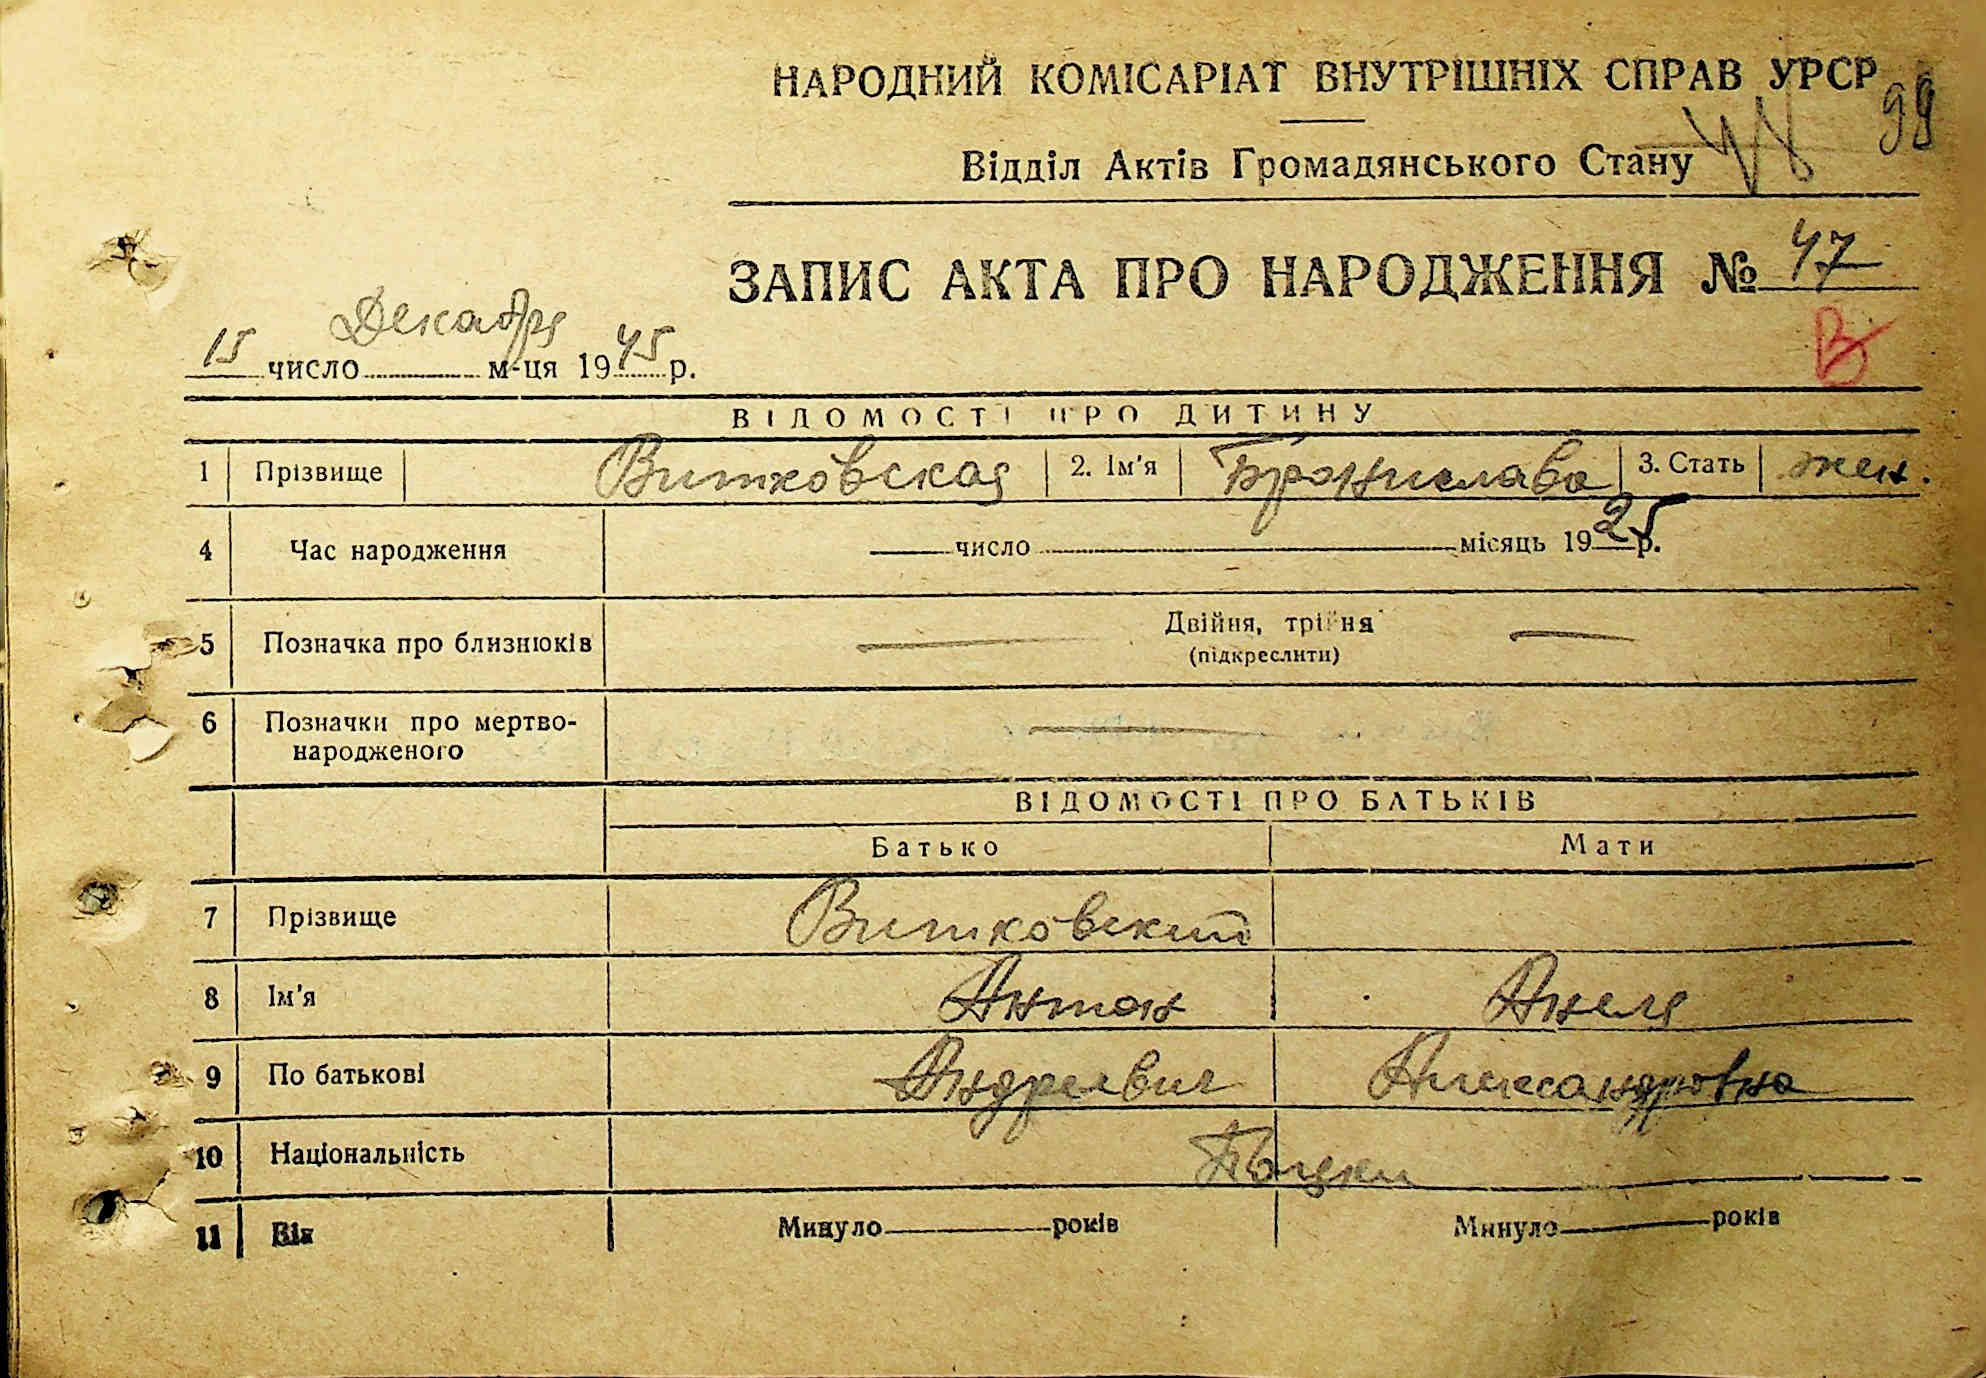 НАРОДНИЙ КОМІСАРІАТ ВНУТРІШНІХ СПРАВ УРСР
99
Відділ Актів Громадянського Стану
ЗАПИС АКТА ПРО НАРОДЖЕННЯ № 47
В
15 число Декабря м-ця 1945 р.
ВІДОМОСТІ ПРО ДИТИНУ
1 Прізвище Витковская 2. Ім'я Бронислава 3. Стать жен.
4 Час народження число місяць 1925 р.
5 Позначка про близнюків Двійня, трійня
(підкреслити)
6 Позначки про мертво-
народженого
ВІДОМОСТІ ПРО БАТЬКІВ
Батько Мати
7 Прізвище Витковский
8 Ім'я Антон Анеля
9 По батькові Андреевич Александровна
10 Національність
11 Вік Минуло років Минуло років